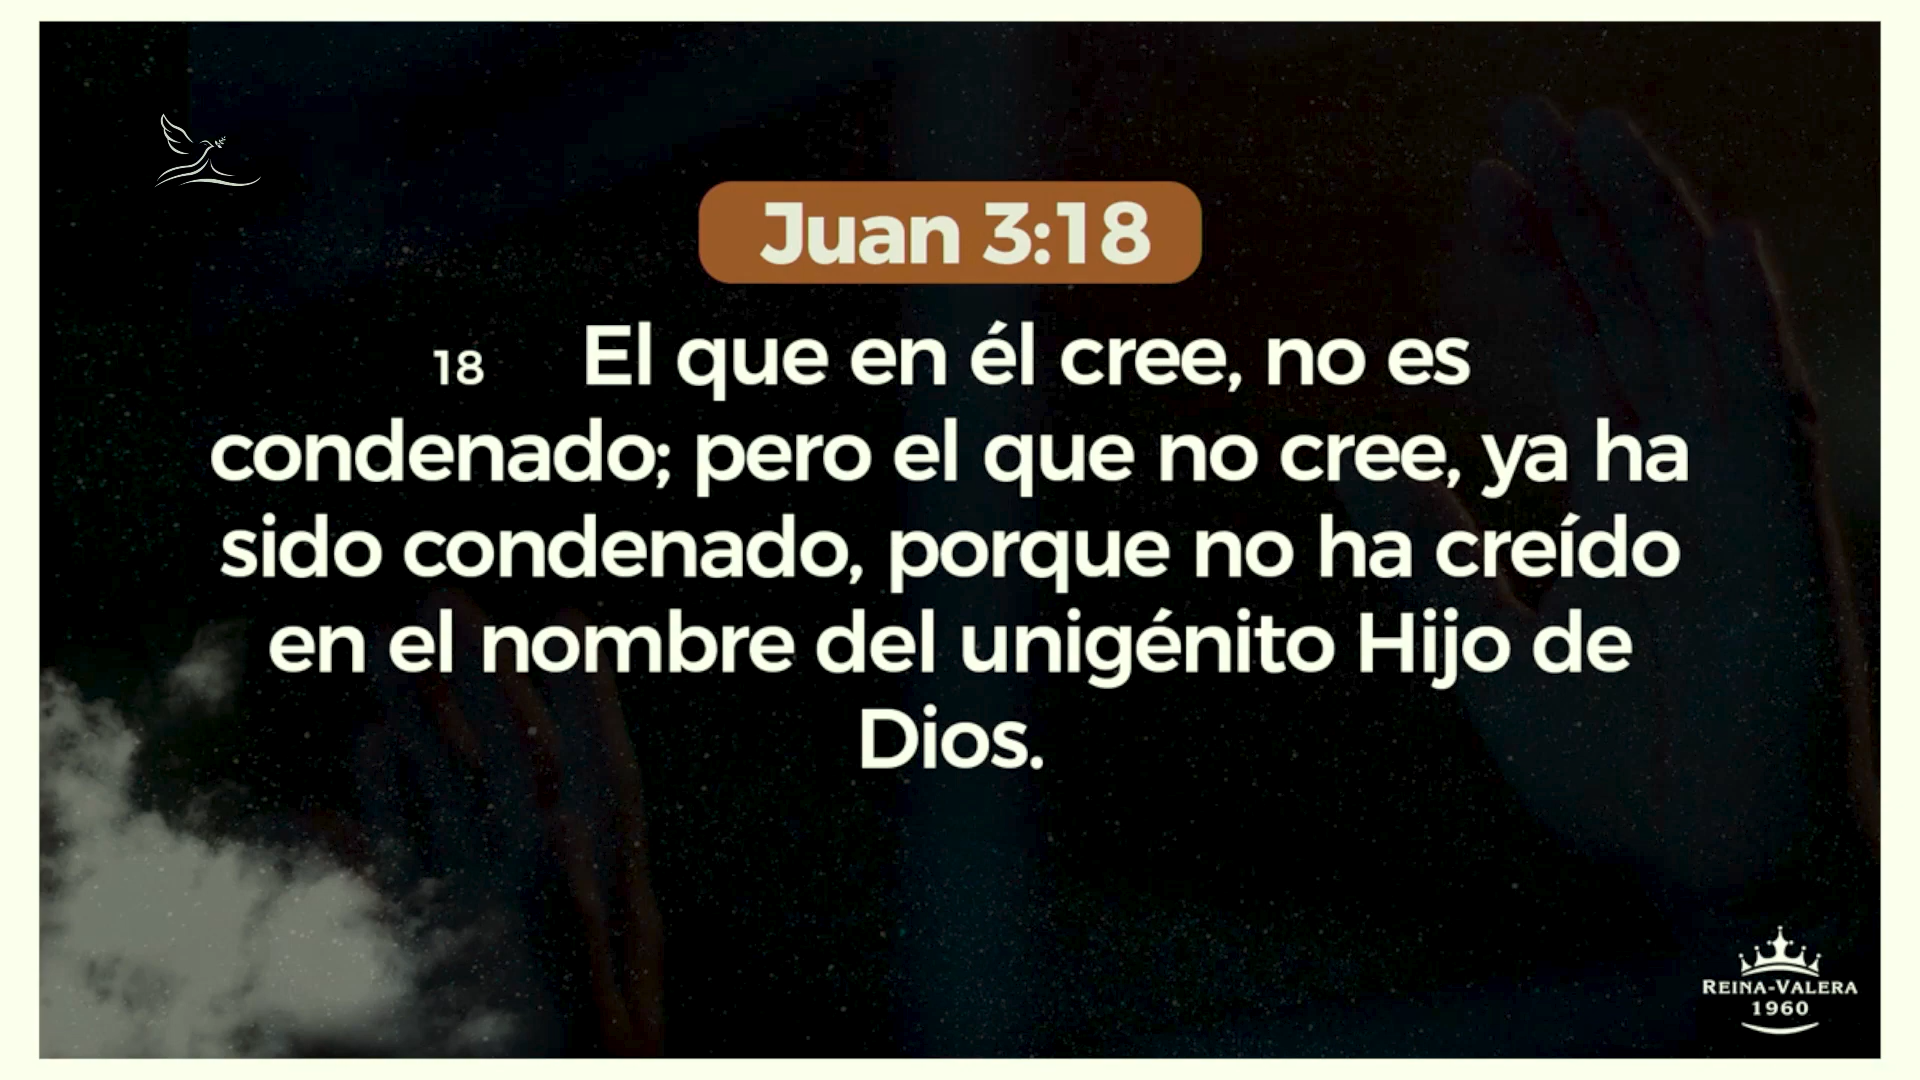 Juan 3:18
18 El que en él cree, no es
condenado; pero el que no cree, ya ha
sido condenado, porque no ha creído
en el nombre del unigénito Hijo de
Dios.
REINA-VALERA
1960